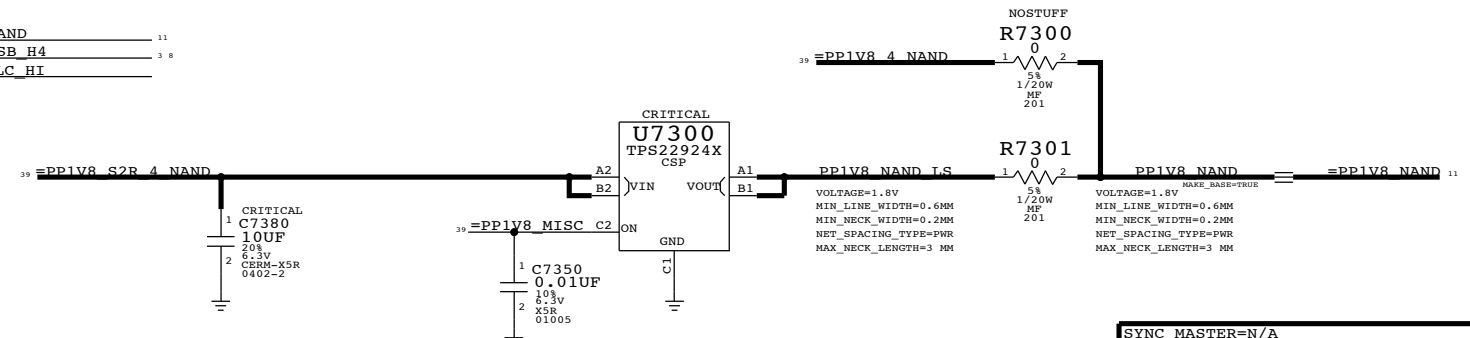 AND 11
SB_H4 3 8
LC_HI
NOSTUFF
R7300
0
39 =PP1V8_4_NAND 1 2
5%
1/20W
MF
201
CRITICAL
U7300
TPS22924X
CSP
39 =PP1V8_S2R_4_NAND
A2 A1
B2 VIN VOUT B1
39 =PP1V8_MISC C2 ON
GND
C1
CRITICAL
1 C7380
10UF
20%
6.3V
2 CERM-X5R
0402-2
1 C7350
0.01UF
10%
6.3V
2 X5R
01005
PP1V8_NAND_LS
VOLTAGE=1.8V
MIN_LINE_WIDTH=0.6MM
MIN_NECK_WIDTH=0.2MM
NET_SPACING_TYPE=PWR
MAX_NECK_LENGTH=3 MM
R7301
0
1 2
5%
1/20W
MF
201
PP1V8_NAND
MAKE_BASE=TRUE
VOLTAGE=1.8V
MIN_LINE_WIDTH=0.6MM
MIN_NECK_WIDTH=0.2MM
NET_SPACING_TYPE=PWR
MAX_NECK_LENGTH=3 MM
=PP1V8_NAND 11
SYNC_MASTER=N/A